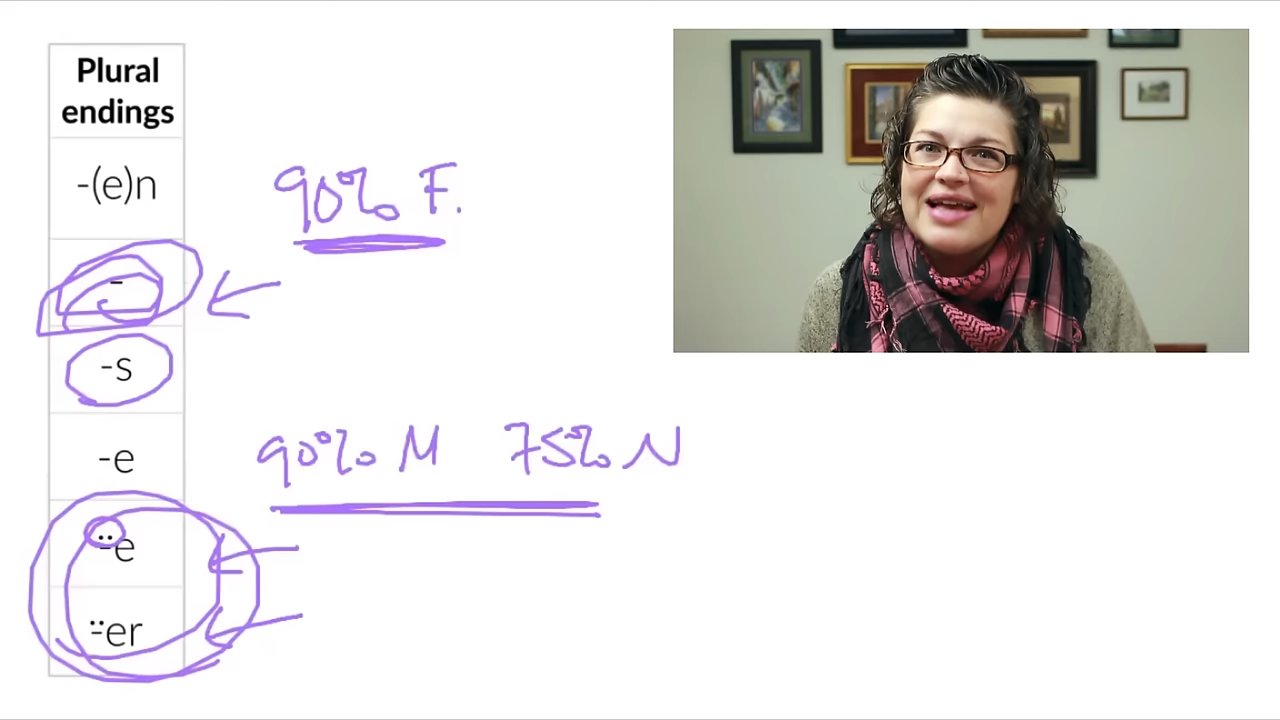 Plural
endings
-(e)n
90% F.
-
-s
-e
90% M 75% N
-̈e
-̈er